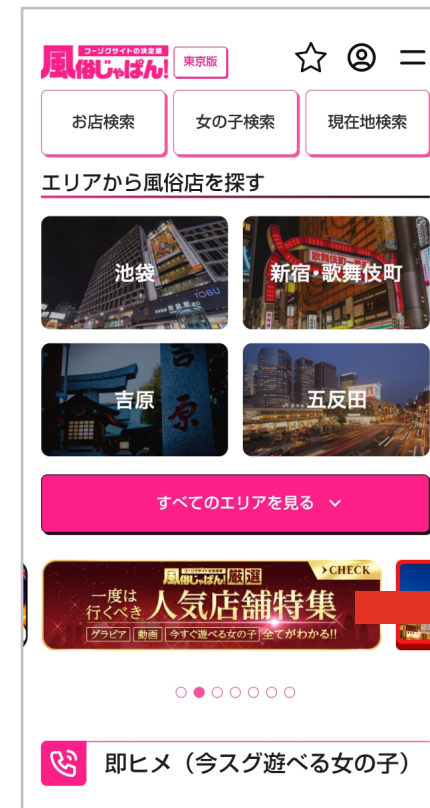 フーゾクサイトの決定版
風俗じゃぱん!
東京版
お店検索
女の子検索
現在地検索
エリアから風俗店を探す
池袋
TOBU
新宿・歌舞伎町
吉原
五反田
すべてのエリアを見る
風俗じゃぱん! 厳選
CHECK
一度は
行くべき 人気店舗特集
グラビア 動画 今すぐ遊べる女の子 全てがわかる!!
即ヒメ（今スグ遊べる女の子）